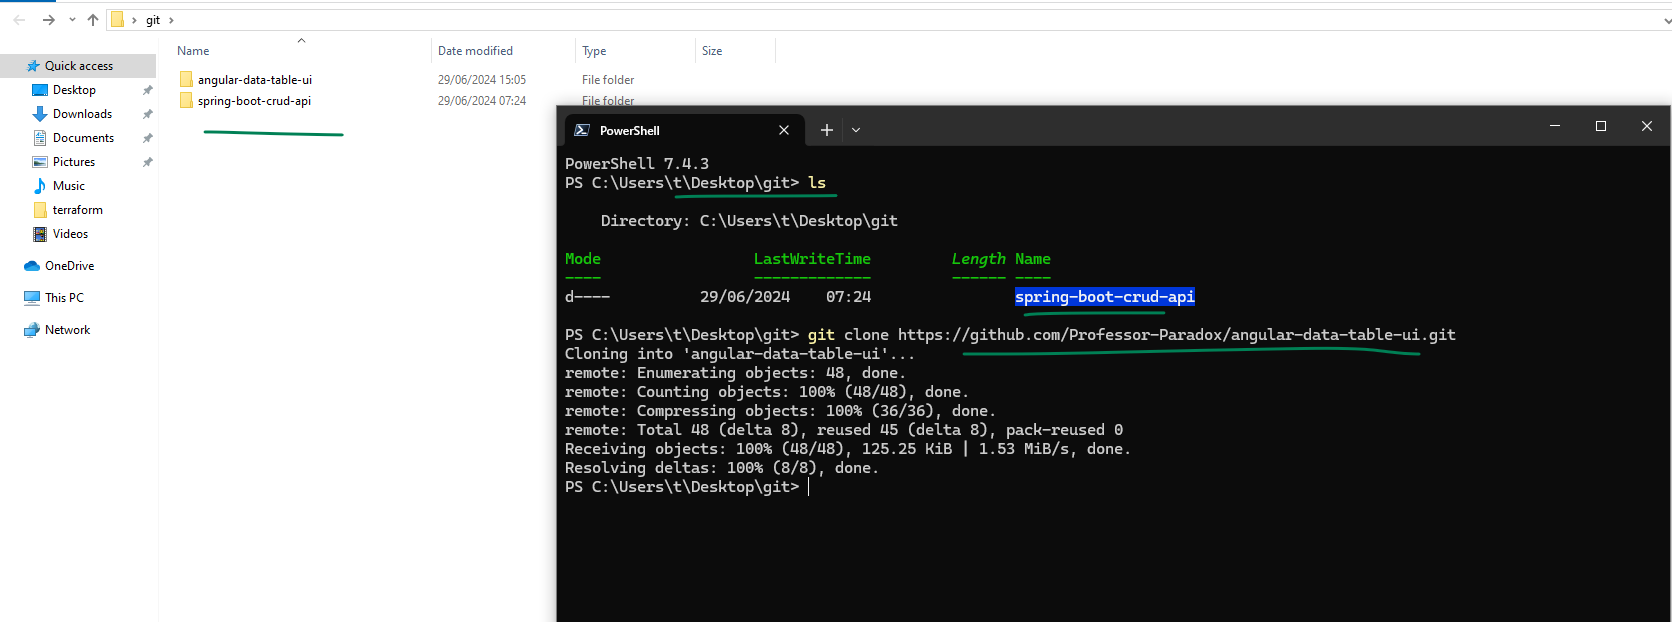 git
Name Date modified Type Size
Quick access
Desktop
Downloads
Documents
Pictures
Music
terraform
Videos
OneDrive
This PC
Network
angular-data-table-ui 29/06/2024 15:05 File folder
spring-boot-crud-api 29/06/2024 07:24 File folder
PowerShell
PowerShell 7.4.3
PS C:\Users\t\Desktop\git> ls
Directory: C:\Users\t\Desktop\git
Mode LastWriteTime Length Name
---- ------------- ------ ----
d---- 29/06/2024 07:24 spring-boot-crud-api
PS C:\Users\t\Desktop\git> git clone https://github.com/Professor-Paradox/angular-data-table-ui.git
Cloning into 'angular-data-table-ui'...
remote: Enumerating objects: 48, done.
remote: Counting objects: 100% (48/48), done.
remote: Compressing objects: 100% (36/36), done.
remote: Total 48 (delta 8), reused 45 (delta 8), pack-reused 0
Receiving objects: 100% (48/48), 125.25 KiB | 1.53 MiB/s, done.
Resolving deltas: 100% (8/8), done.
PS C:\Users\t\Desktop\git>